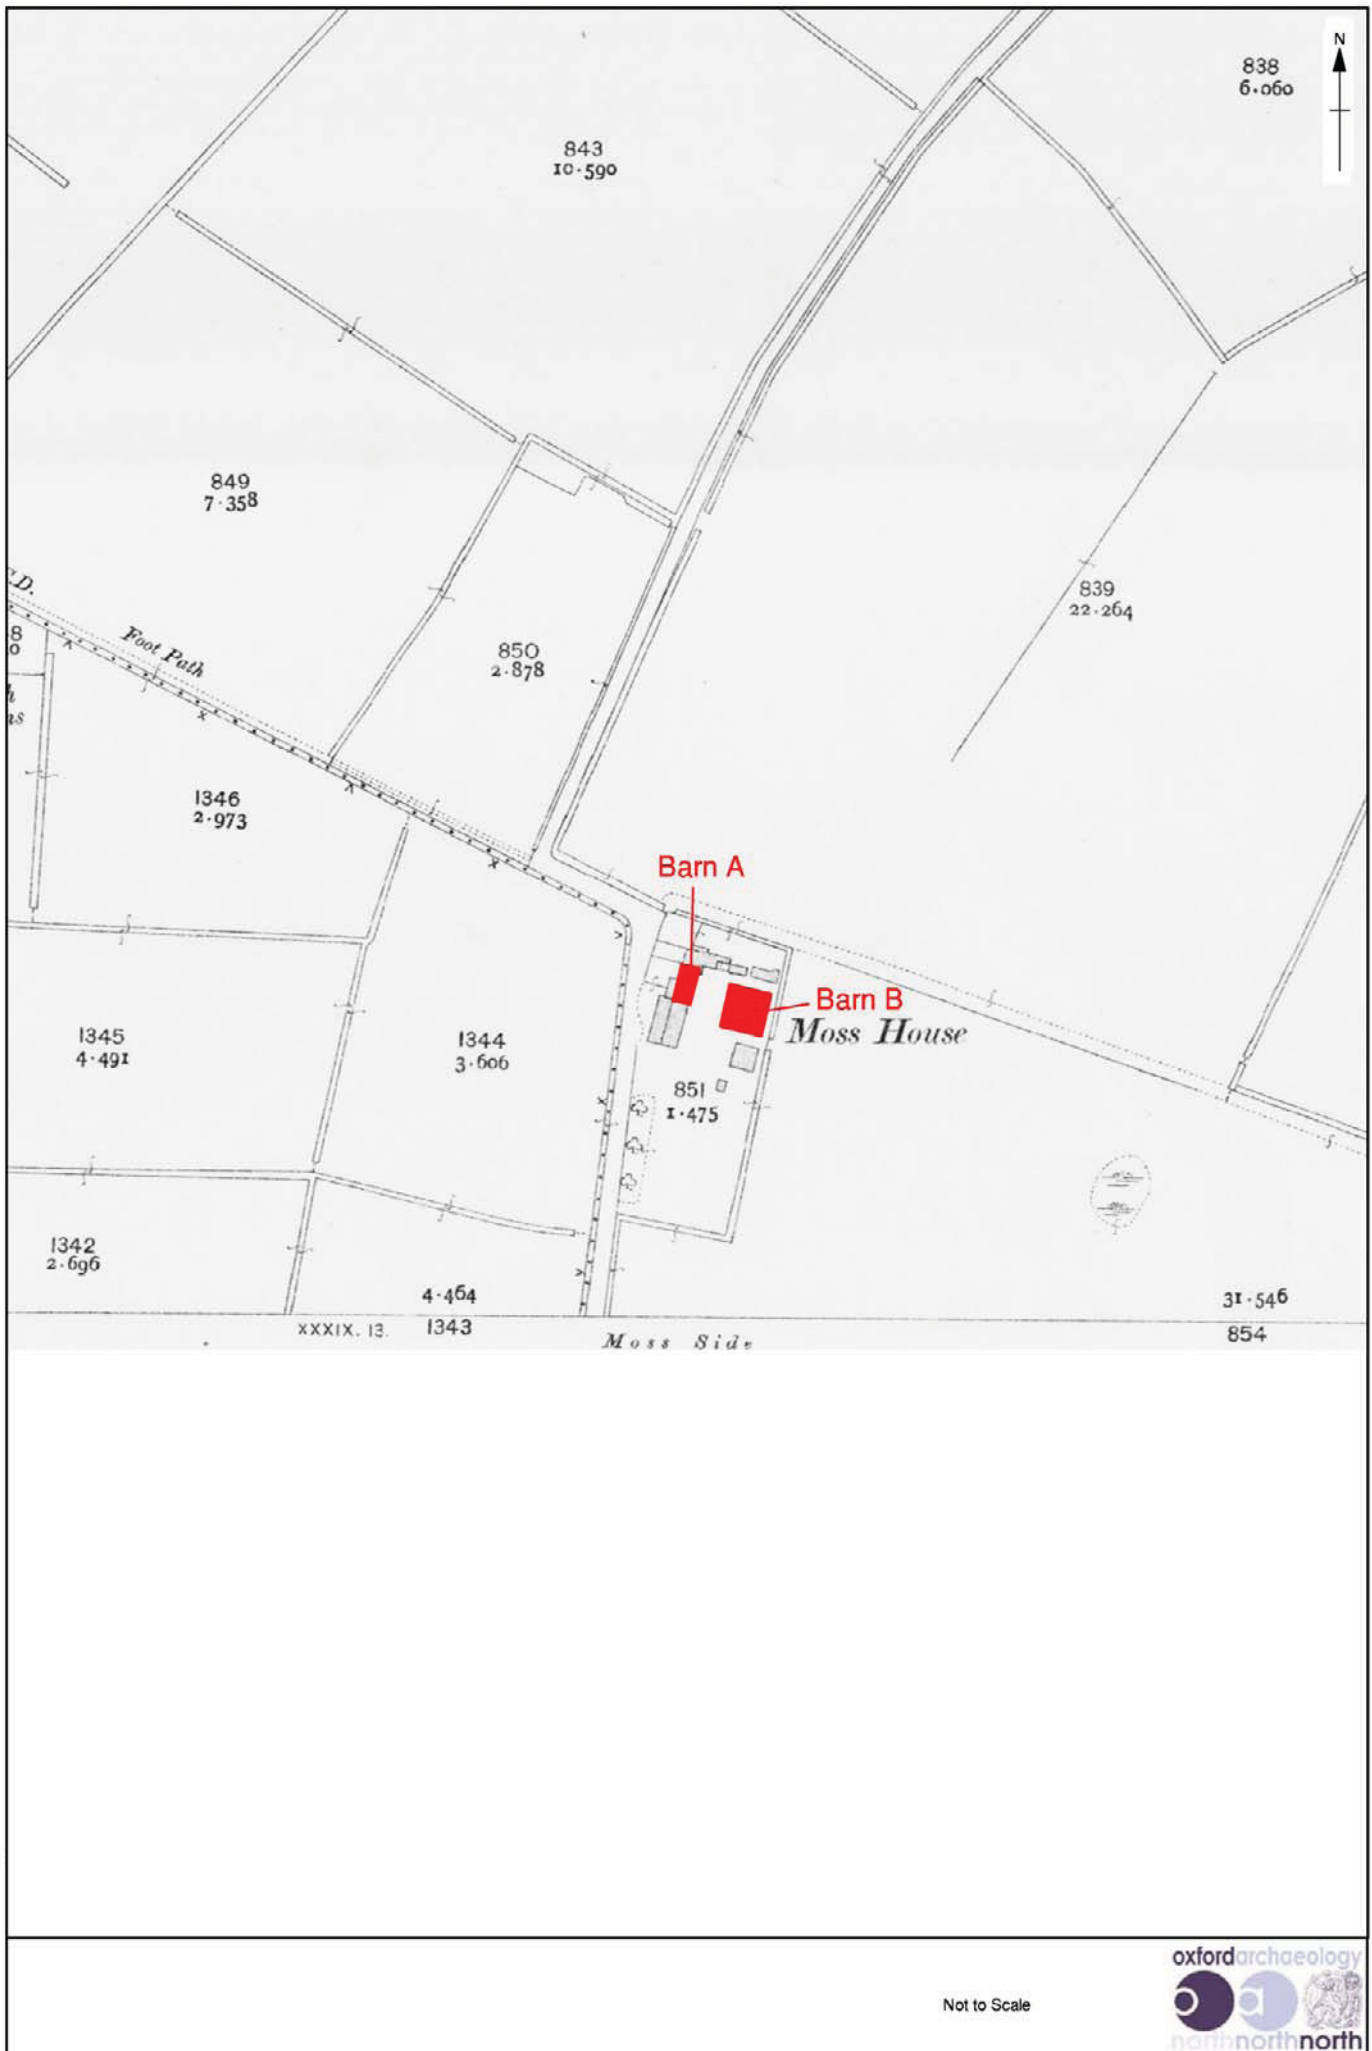 N
838
6.060
843
10.590
849
7.358
839
22.264
C.D.
Foot Path
850
2.878
1346
2.973
Barn A
Barn B
Moss House
1345
4.491
1344
3.606
851
1.475
1342
2.696
4.464
31.546
XXXIX. 13.
1343
Moss Side
854
Not to Scale
oxfordarchaeology
o a
northnorthnorth